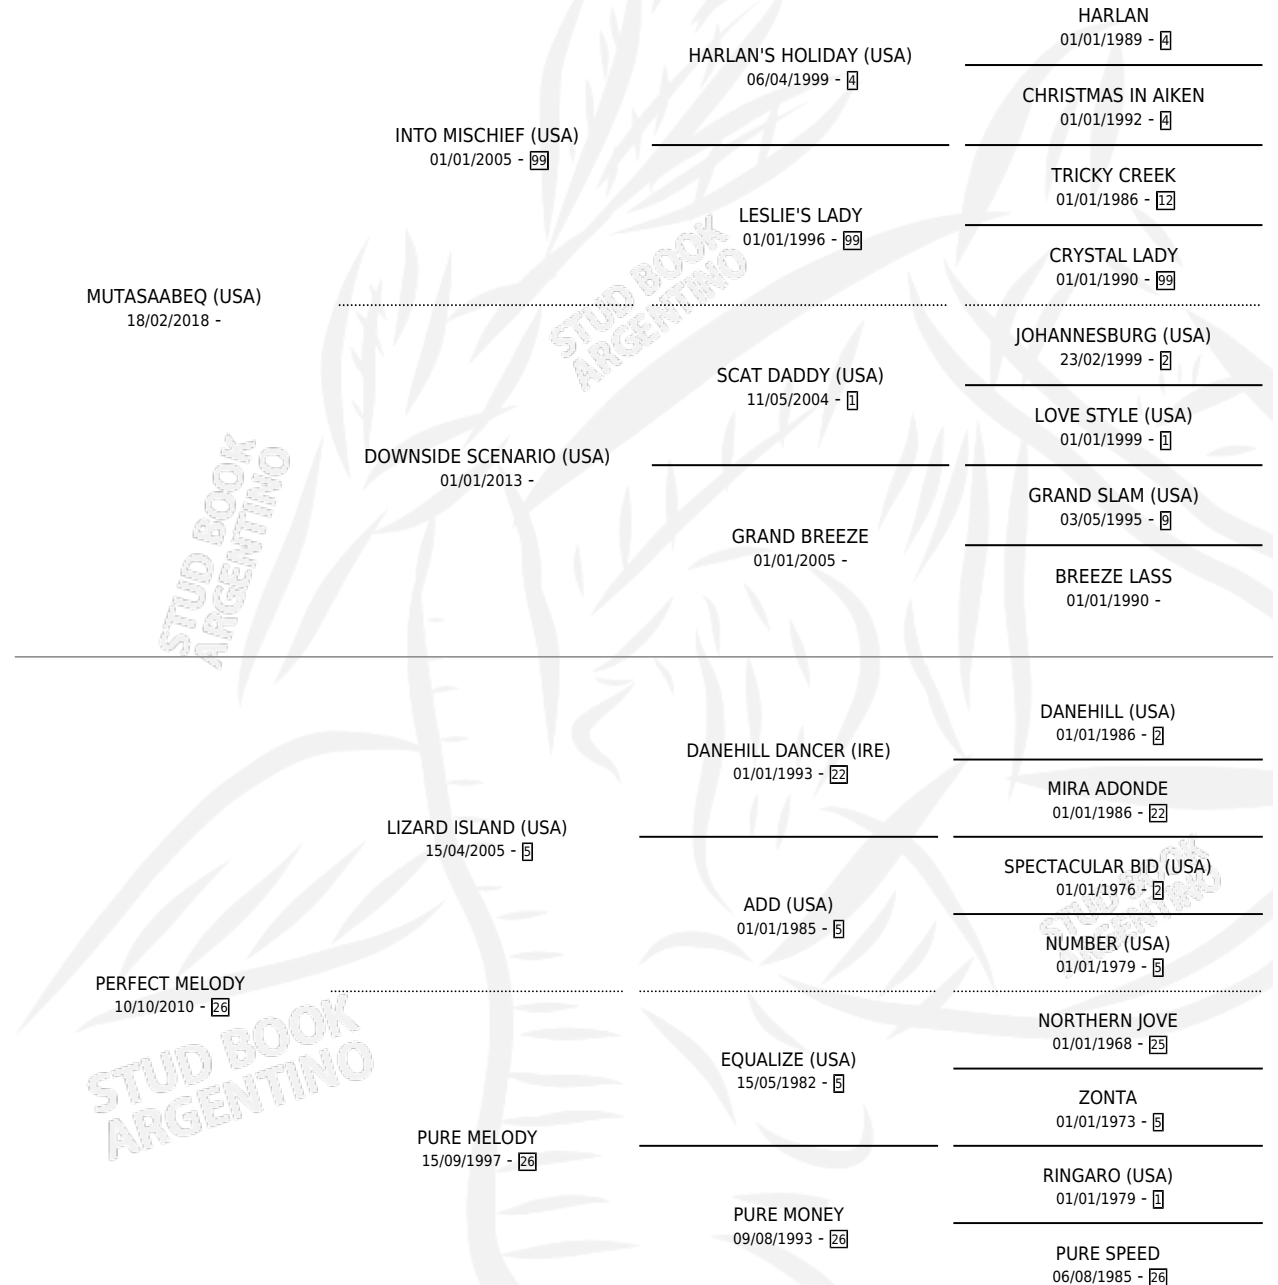 HARLAN
01/01/1989 - 4
HARLAN'S HOLIDAY (USA)
06/04/1999 - 4
CHRISTMAS IN AIKEN
01/01/1992 - 4
INTO MISCHIEF (USA)
01/01/2005 - 99
TRICKY CREEK
01/01/1986 - 12
LESLIE'S LADY
01/01/1996 - 99
CRYSTAL LADY
01/01/1990 - 99
MUTASAABEQ (USA)
18/02/2018 -
JOHANNESBURG (USA)
23/02/1999 - 2
SCAT DADDY (USA)
11/05/2004 - 1
LOVE STYLE (USA)
01/01/1999 - 1
DOWNSIDE SCENARIO (USA)
01/01/2013 -
GRAND SLAM (USA)
03/05/1995 - 9
GRAND BREEZE
01/01/2005 -
BREEZE LASS
01/01/1990 -
DANEHILL (USA)
01/01/1986 - 2
DANEHILL DANCER (IRE)
01/01/1993 - 22
MIRA ADONDE
01/01/1986 - 22
LIZARD ISLAND (USA)
15/04/2005 - 5
SPECTACULAR BID (USA)
01/01/1976 - 2
ADD (USA)
01/01/1985 - 5
NUMBER (USA)
01/01/1979 - 5
PERFECT MELODY
10/10/2010 - 26
NORTHERN JOVE
01/01/1968 - 25
EQUALIZE (USA)
15/05/1982 - 5
ZONTA
01/01/1973 - 5
PURE MELODY
15/09/1997 - 26
RINGARO (USA)
01/01/1979 - 1
PURE MONEY
09/08/1993 - 26
PURE SPEED
06/08/1985 - 26
STUD BOOK
ARGENTINO
STUD BOOK
ARGENTINO
STUD BOOK
ARGENTINO
STUD BOOK
ARGENTINO